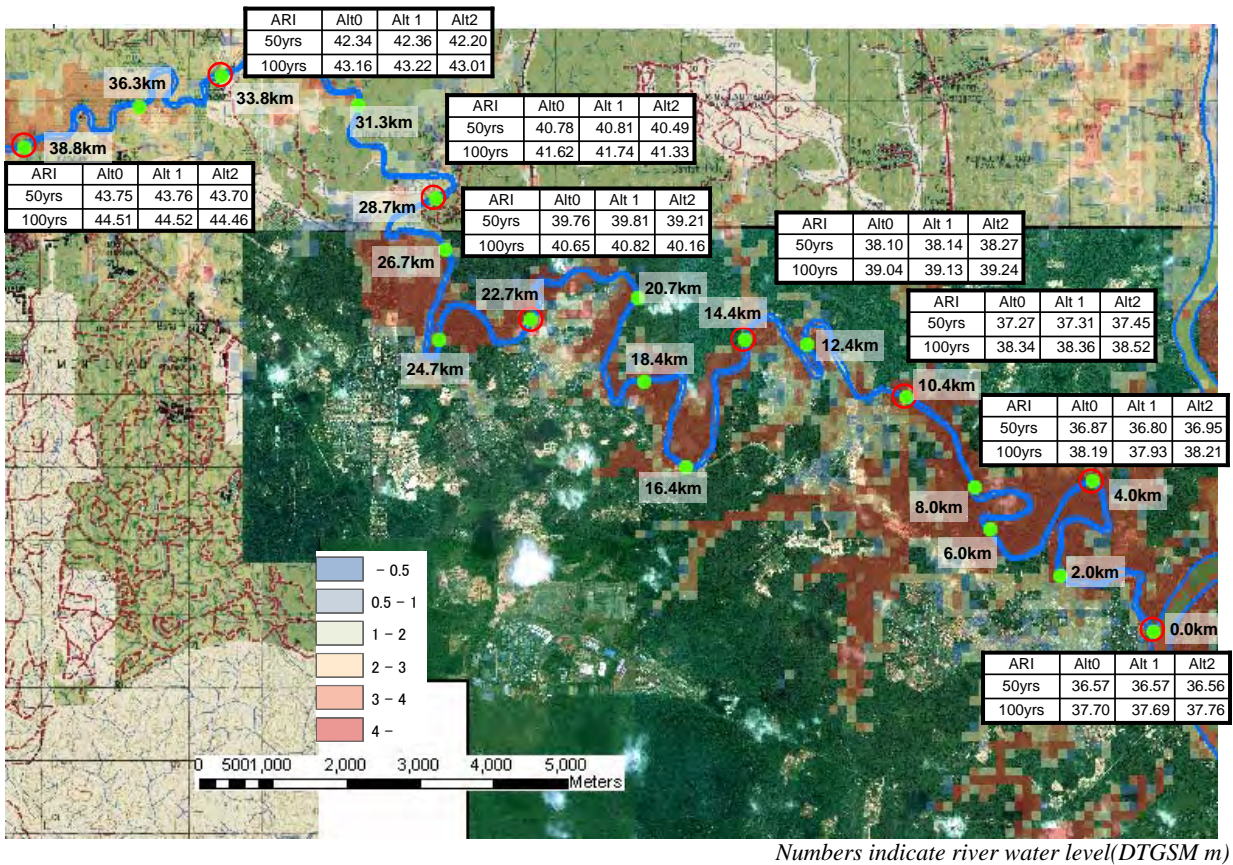 ARI Alt0 Alt 1 Alt2
50yrs 42.34 42.36 42.20
100yrs 43.16 43.22 43.01
36.3km
33.8km
31.3km
38.8km
ARI Alt0 Alt 1 Alt2
50yrs 40.78 40.81 40.49
100yrs 41.62 41.74 41.33
ARI Alt0 Alt 1 Alt2
50yrs 43.75 43.76 43.70
100yrs 44.51 44.52 44.46
28.7km
ARI Alt0 Alt 1 Alt2
50yrs 39.76 39.81 39.21
100yrs 40.65 40.82 40.16
ARI Alt0 Alt 1 Alt2
50yrs 38.10 38.14 38.27
100yrs 39.04 39.13 39.24
26.7km
22.7km
20.7km
14.4km
ARI Alt0 Alt 1 Alt2
50yrs 37.27 37.31 37.45
100yrs 38.34 38.36 38.52
12.4km
24.7km
18.4km
10.4km
ARI Alt0 Alt 1 Alt2
50yrs 36.87 36.80 36.95
100yrs 38.19 37.93 38.21
16.4km
8.0km
4.0km
6.0km
2.0km
0.0km
- 0.5
0.5 - 1
1 - 2
2 - 3
3 - 4
4 -
ARI Alt0 Alt 1 Alt2
50yrs 36.57 36.57 36.56
100yrs 37.70 37.69 37.76
0 500 1,000 2,000 3,000 4,000 5,000
Meters
Numbers indicate river water level(DTGSM m)